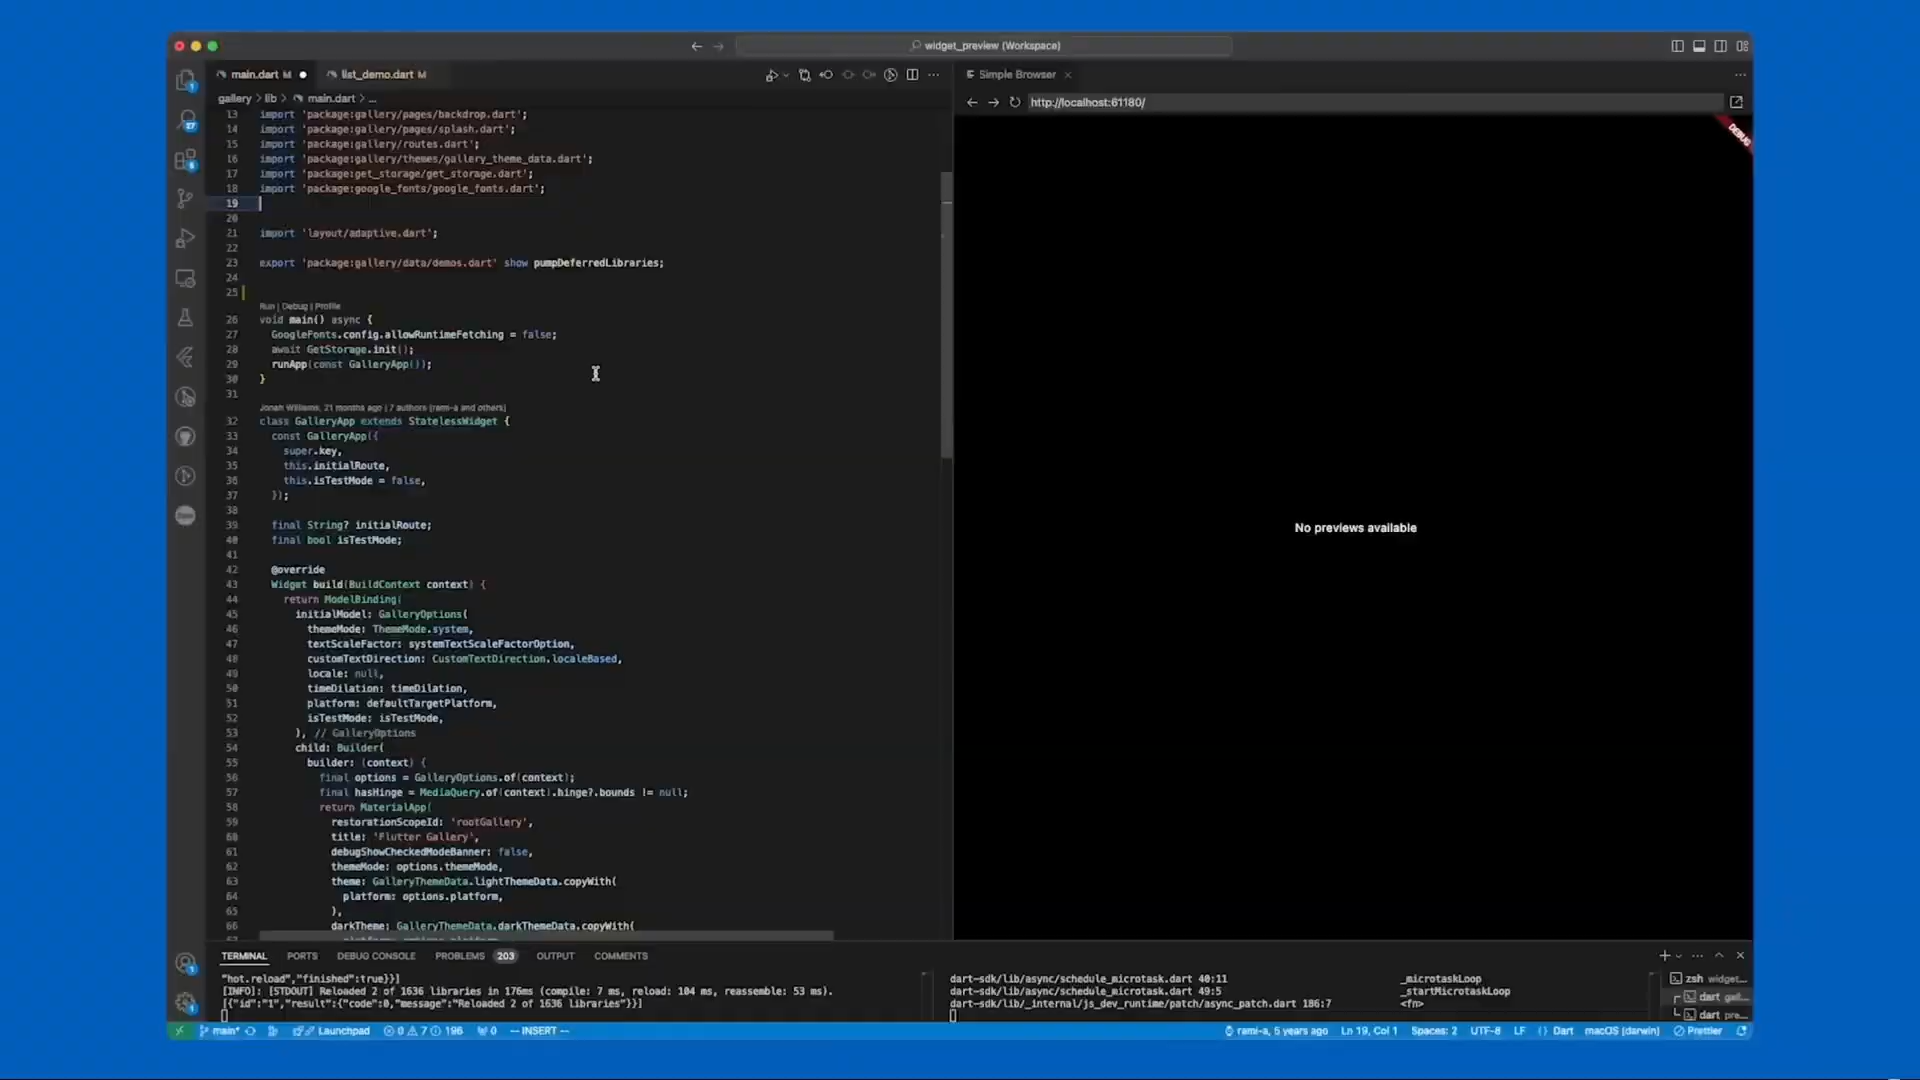 widget_preview (Workspace)
main.dart M
list_demo.dart M
gallery > lib > main.dart > ...
13 import 'package:gallery/pages/backdrop.dart';
14 import 'package:gallery/pages/splash.dart';
15 import 'package:gallery/routes.dart';
16 import 'package:gallery/themes/gallery_theme_data.dart';
17 import 'package:get_storage/get_storage.dart';
18 import 'package:google_fonts/google_fonts.dart';
19
20
21 import 'layout/adaptive.dart';
22
23 export 'package:gallery/data/demos.dart' show pumpDeferredLibraries;
24
25
Run | Debug | Profile
26 void main() async {
27 GoogleFonts.config.allowRuntimeFetching = false;
28 await GetStorage.init();
29 runApp(const GalleryApp());
30 }
31
Jonah Williams, 21 months ago | 7 authors (rami-a and others)
32 class GalleryApp extends StatelessWidget {
33 const GalleryApp({
34 super.key,
35 this.initialRoute,
36 this.isTestMode = false,
37 });
38
39 final String? initialRoute;
40 final bool isTestMode;
41
42 @override
43 Widget build(BuildContext context) {
44 return ModelBinding(
45 initialModel: GalleryOptions(
46 themeMode: ThemeMode.system,
47 textScaleFactor: systemTextScaleFactorOption,
48 customTextDirection: CustomTextDirection.localeBased,
49 locale: null,
50 timeDilation: timeDilation,
51 platform: defaultTargetPlatform,
52 isTestMode: isTestMode,
53 ), // GalleryOptions
54 child: Builder(
55 builder: (context) {
56 final options = GalleryOptions.of(context);
57 final hasHinge = MediaQuery.of(context).hinge?.bounds != null;
58 return MaterialApp(
59 restorationScopeId: 'rootGallery',
60 title: 'Flutter Gallery',
61 debugShowCheckedModeBanner: false,
62 themeMode: options.themeMode,
63 theme: GalleryThemeData.lightThemeData.copyWith(
64 platform: options.platform,
65 ),
66 darkTheme: GalleryThemeData.darkThemeData.copyWith(
Simple Browser
http://localhost:61180/
DEBUG
No previews available
TERMINAL PORTS DEBUG CONSOLE PROBLEMS 203 OUTPUT COMMENTS
"hot.reload","finished":true}}]
[INFO]: [STDOUT] Reloaded 2 of 1636 libraries in 176ms (compile: 7 ms, reload: 104 ms, reassemble: 53 ms).
[{"id":"1","result":{"code":0,"message":"Reloaded 2 of 1636 libraries"}}]
dart-sdk/lib/async/schedule_microtask.dart 40:11 _microtaskLoop
dart-sdk/lib/async/schedule_microtask.dart 49:5 _startMicrotaskLoop
dart-sdk/lib/_internal/js_dev_runtime/patch/async_patch.dart 186:7 <fn>
zsh widget...
dart gall...
dart pre...
main* Launchpad 0 7 196 0 -- INSERT -- rami-a, 5 years ago Ln 19, Col 1 Spaces: 2 UTF-8 LF {} Dart macOS (darwin) Prettier